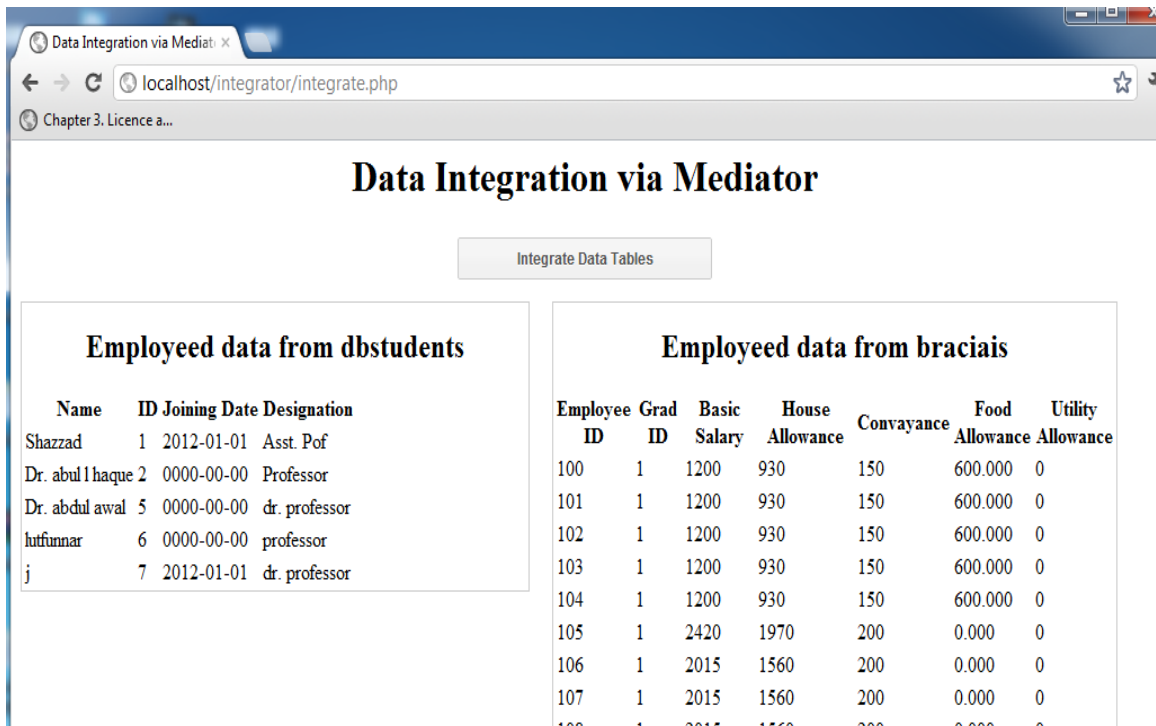 Data Integration via Mediat
localhost/integrator/integrate.php
Chapter 3. Licence a...
Data Integration via Mediator
Integrate Data Tables
Employeed data from dbstudents
Name ID Joining Date Designation
Shazzad 1 2012-01-01 Asst. Pof
Dr. abul l haque 2 0000-00-00 Professor
Dr. abdul awal 5 0000-00-00 dr. professor
lutfunnar 6 0000-00-00 professor
j 7 2012-01-01 dr. professor
Employeed data from braciais
Employee ID Grad ID Basic Salary House Allowance Convayance Food Allowance Utility Allowance
100 1 1200 930 150 600.000 0
101 1 1200 930 150 600.000 0
102 1 1200 930 150 600.000 0
103 1 1200 930 150 600.000 0
104 1 1200 930 150 600.000 0
105 1 2420 1970 200 0.000 0
106 1 2015 1560 200 0.000 0
107 1 2015 1560 200 0.000 0